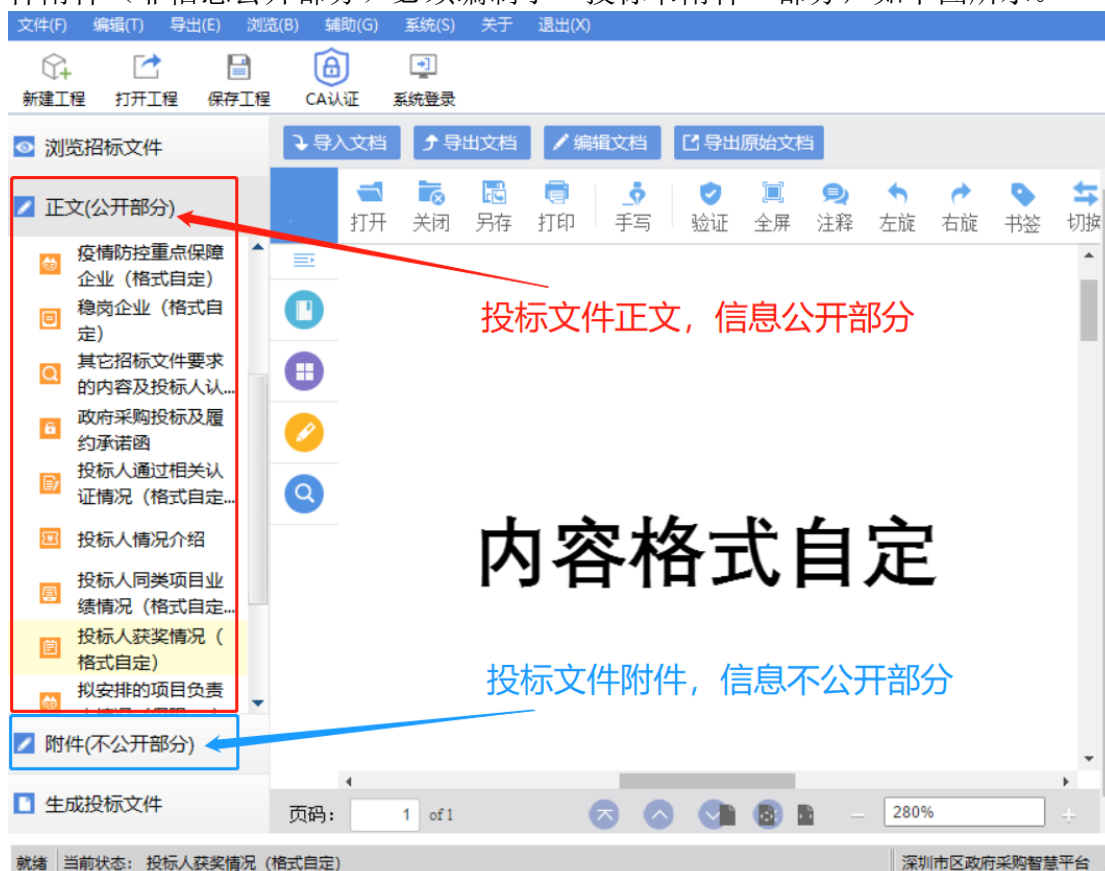 文件(F) 编辑(T) 导出(E) 浏览(B) 辅助(G) 系统(S) 关于 退出(X)
新建工程 打开工程 保存工程 CA认证 系统登录
浏览招标文件
导入文档 导出文档 编辑文档 导出原始文档
正文(公开部分)
打开 关闭 另存 打印 手写 验证 全屏 注释 左旋 右旋 书签 切换
疫情防控重点保障
企业（格式自定）
稳岗企业（格式自
定）
其它招标文件要求
的内容及投标人认...
政府采购投标及履
约承诺函
投标人通过相关认
证情况（格式自定...
投标人情况介绍
投标人同类项目业
绩情况（格式自定...
投标人获奖情况（
格式自定）
拟安排的项目负责
投标文件正文，信息公开部分
内容格式自定
投标文件附件，信息不公开部分
附件(不公开部分)
生成投标文件
页码: 1 of 1 280%
就绪 当前状态: 投标人获奖情况（格式自定） 深圳市区政府采购智慧平台